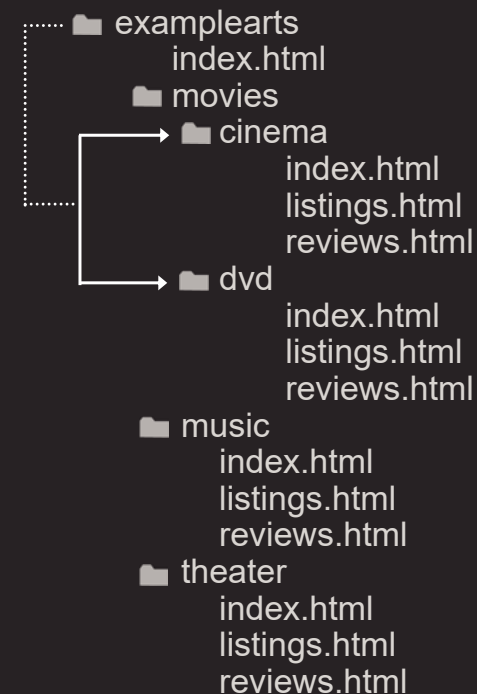 examplearts
index.html
movies
cinema
index.html
listings.html
reviews.html
dvd
index.html
listings.html
reviews.html
music
index.html
listings.html
reviews.html
theater
index.html
listings.html
reviews.html